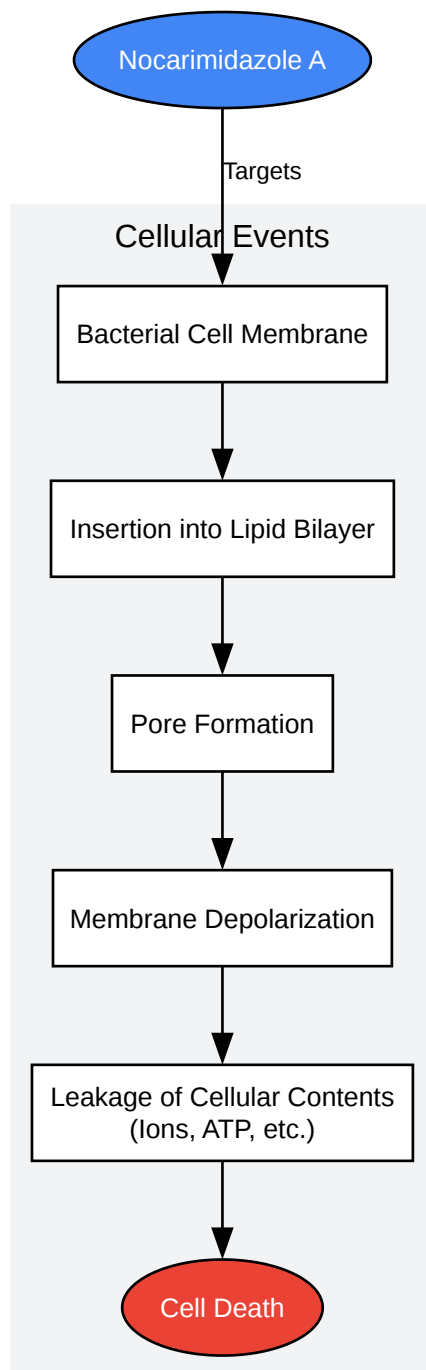 Nocarimidazole A
Targets
Cellular Events
Bacterial Cell Membrane
Insertion into Lipid Bilayer
Pore Formation
Membrane Depolarization
Leakage of Cellular Contents
(Ions, ATP, etc.)
Cell Death